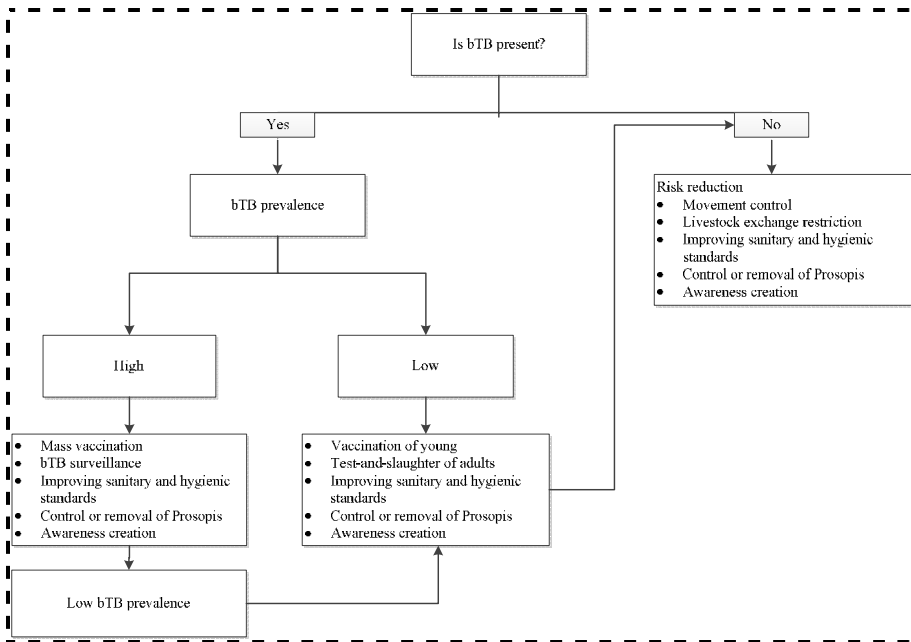 Is bTB present?
Yes
No
bTB prevalence
Risk reduction
• Movement control
• Livestock exchange restriction
• Improving sanitary and hygienic
standards
• Control or removal of Prosopis
• Awareness creation
High
Low
• Mass vaccination
• bTB surveillance
• Improving sanitary and hygienic
standards
• Control or removal of Prosopis
• Awareness creation
• Vaccination of young
• Test-and-slaughter of adults
• Improving sanitary and hygienic
standards
• Control or removal of Prosopis
• Awareness creation
Low bTB prevalence